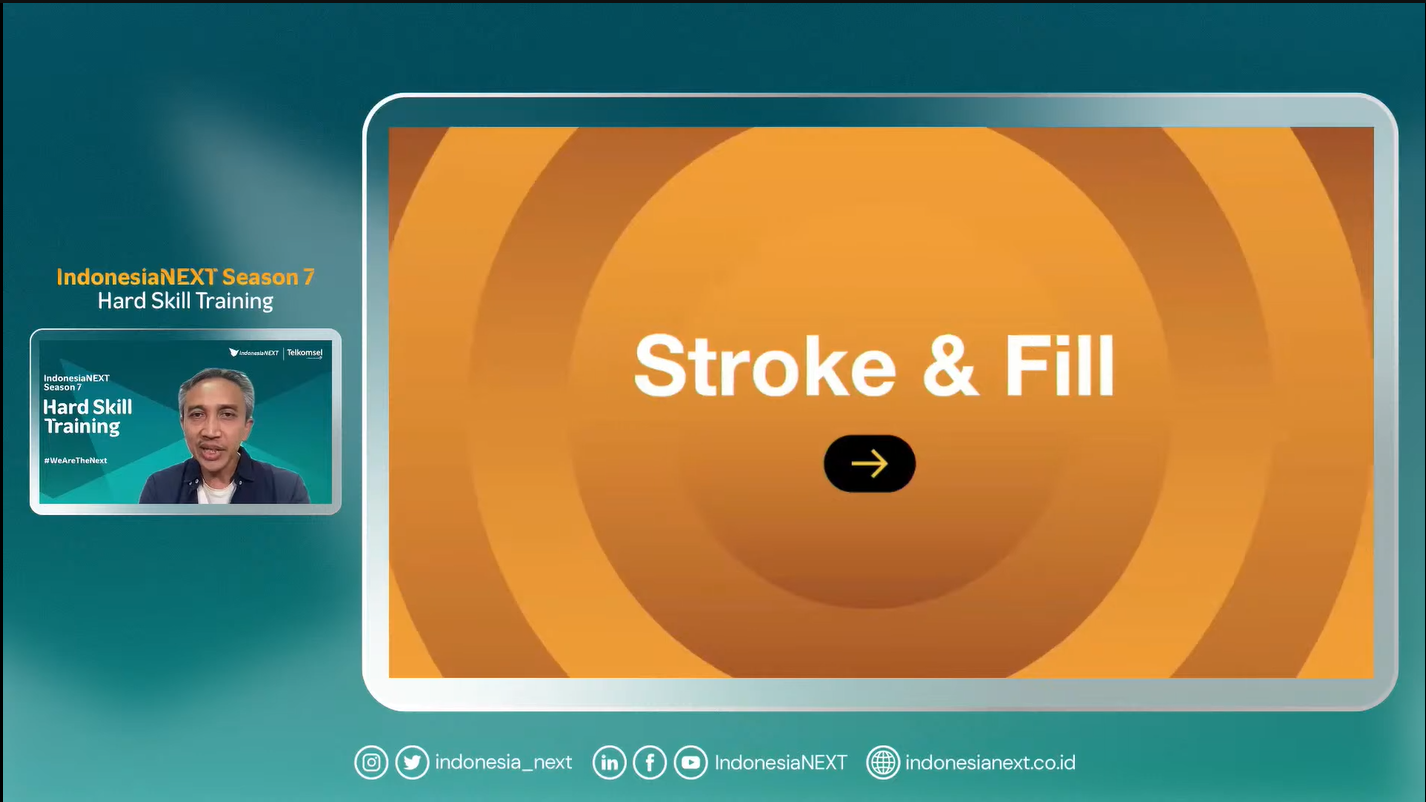 IndonesiaNEXT Season 7
Hard Skill Training
IndonesiaNEXT
Telkomsel
IndonesiaNEXT
Season 7
Hard Skill
Training
#WeAreTheNext
Stroke & Fill
indonesia_next
IndonesiaNEXT
indonesianext.co.id